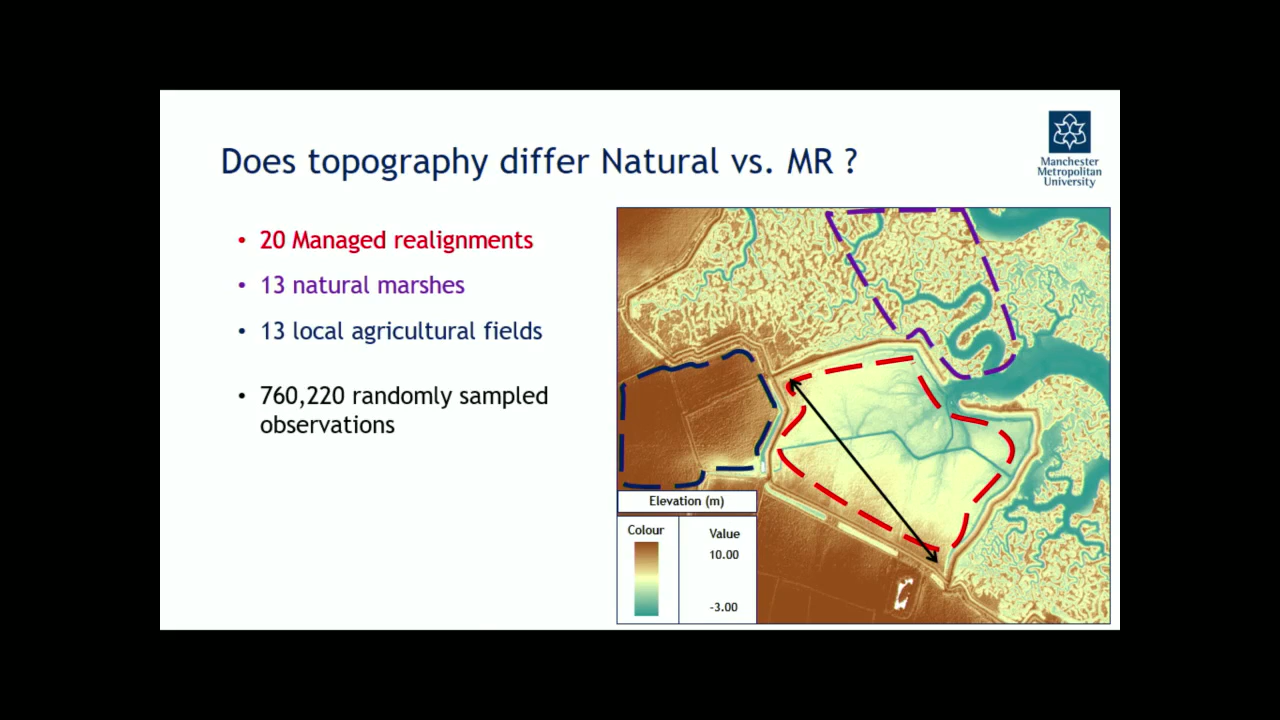 Does topography differ Natural vs. MR ?
Manchester
Metropolitan
University
• 20 Managed realignments
• 13 natural marshes
• 13 local agricultural fields
• 760,220 randomly sampled
observations
Elevation (m)
Colour
Value
10.00
-3.00